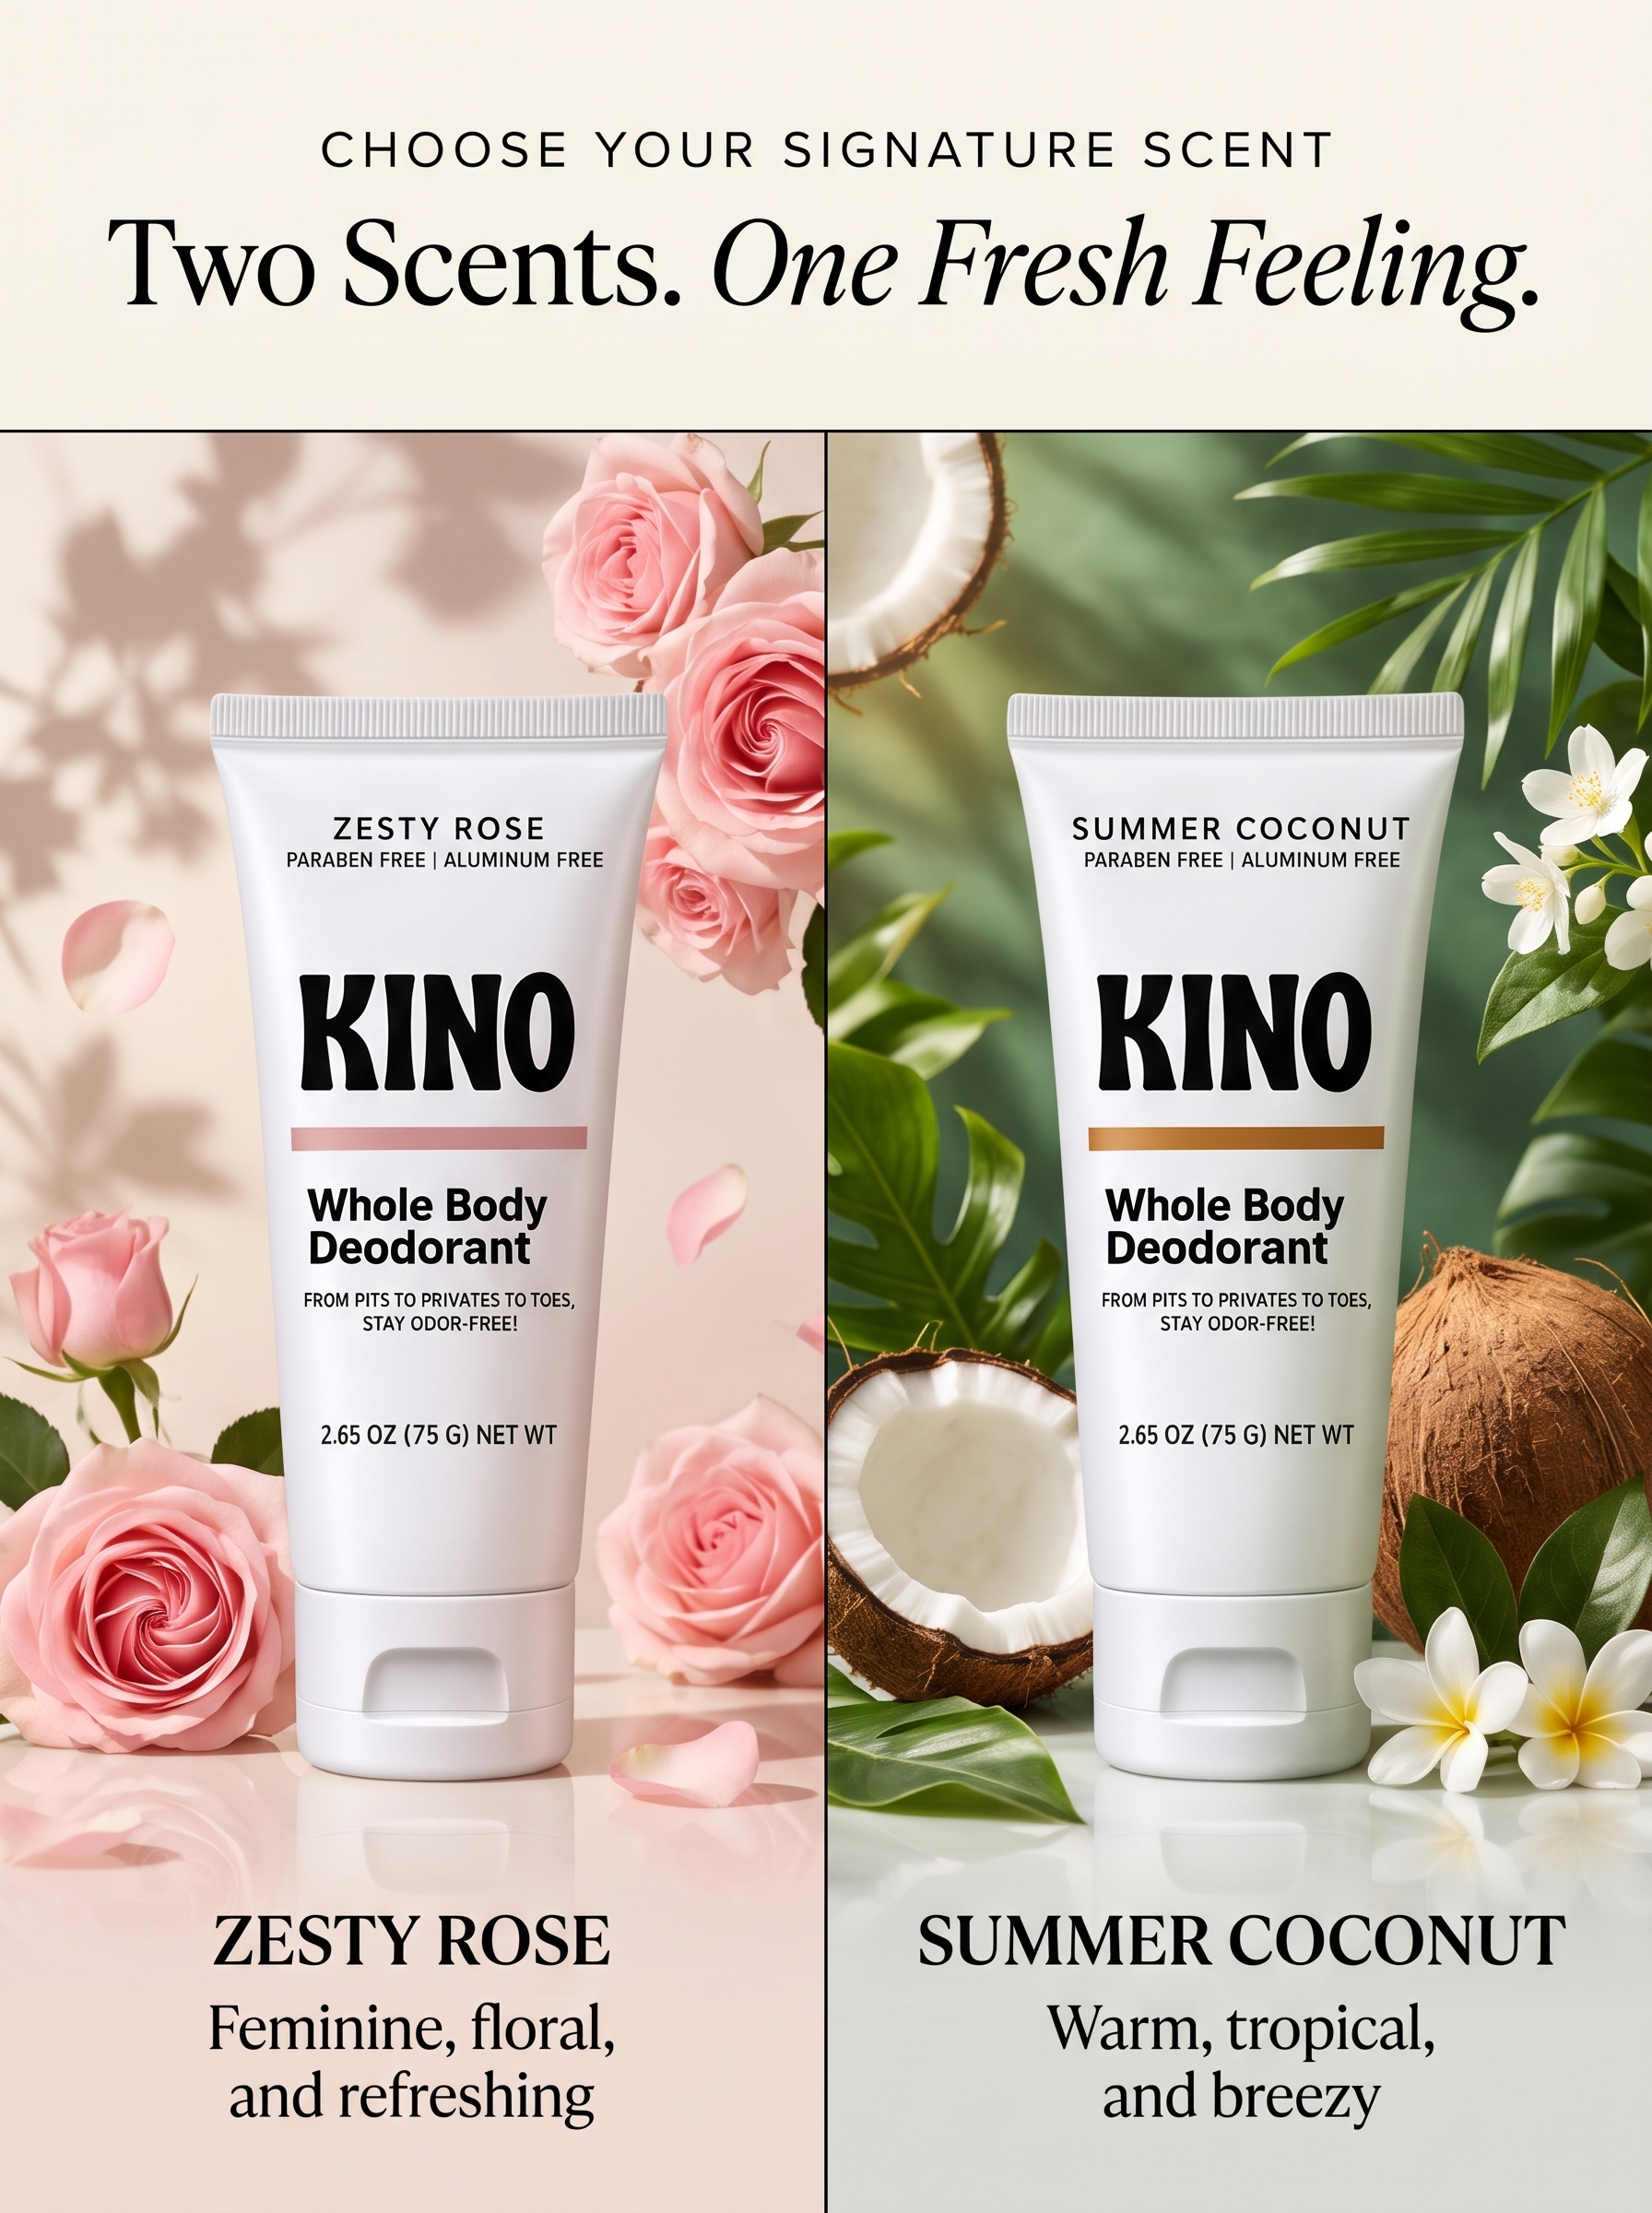 CHOOSE YOUR SIGNATURE SCENT
Two Scents. One Fresh Feeling.
ZESTY ROSE
PARABEN FREE | ALUMINUM FREE
KINO
Whole Body
Deodorant
FROM PITS TO PRIVATES TO TOES,
STAY ODOR-FREE!
2.65 OZ (75 G) NET WT
ZESTY ROSE
Feminine, floral,
and refreshing
SUMMER COCONUT
PARABEN FREE | ALUMINUM FREE
KINO
Whole Body
Deodorant
FROM PITS TO PRIVATES TO TOES,
STAY ODOR-FREE!
2.65 OZ (75 G) NET WT
SUMMER COCONUT
Warm, tropical,
and breezy